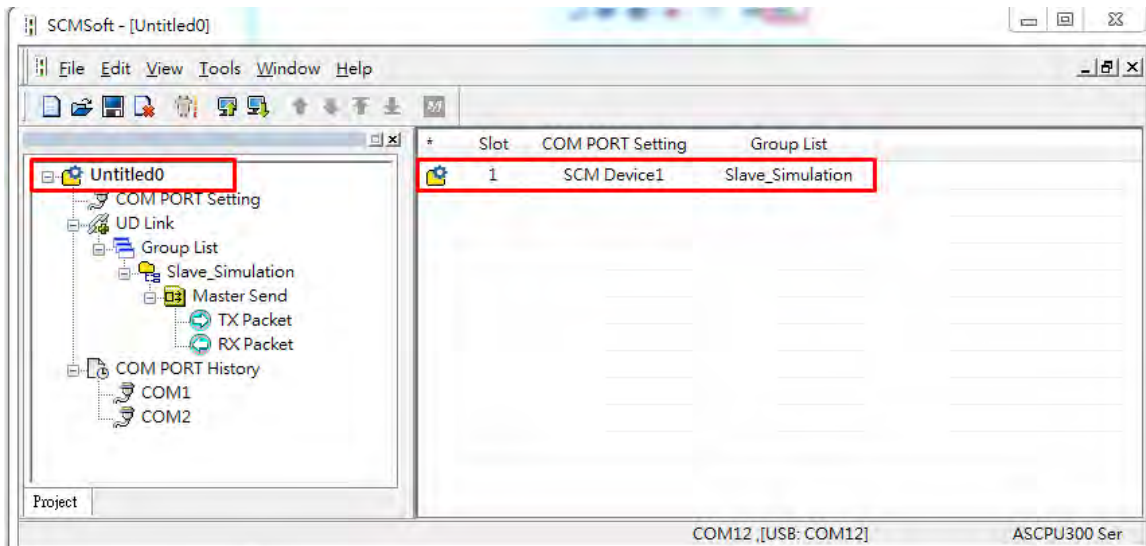 SCMSoft - [Untitled0]
File Edit View Tools Window Help
* Slot COM PORT Setting Group List
1 SCM Device1 Slave_Simulation
Untitled0
COM PORT Setting
UD Link
Group List
Slave_Simulation
Master Send
TX Packet
RX Packet
COM PORT History
COM1
COM2
Project
COM12 ,[USB: COM12] ASCPU300 Ser